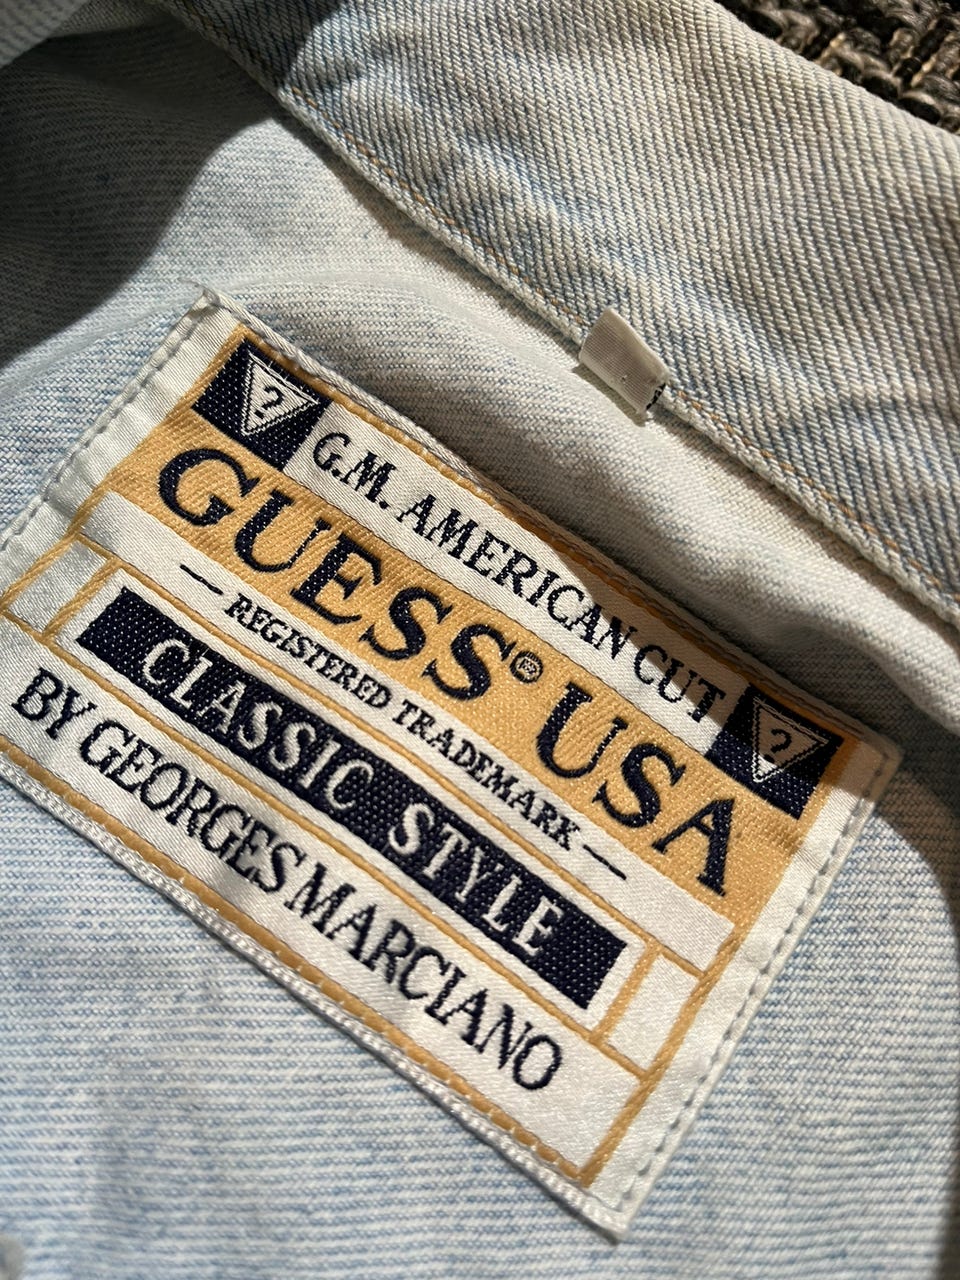 ? G.M. AMERICAN CUT ?
GUESS® USA
— REGISTERED TRADEMARK —
CLASSIC STYLE
BY GEORGES MARCIANO